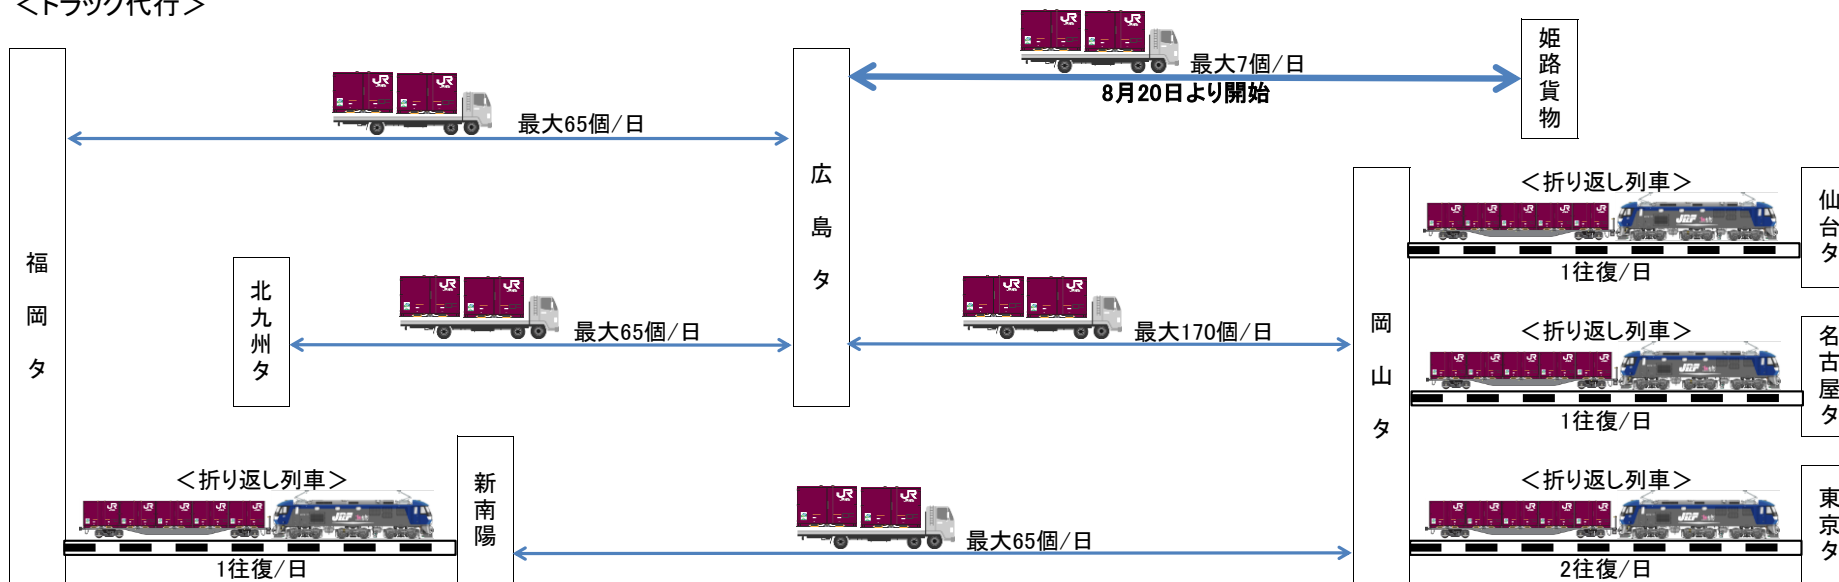 ＜トラック代行＞
最大7個/日
8月20日より開始
姫路貨物
最大65個/日
福岡タ
広島タ
＜折り返し列車＞
仙台タ
1往復/日
北九州タ
最大65個/日
最大170個/日
岡山タ
＜折り返し列車＞
名古屋タ
1往復/日
＜折り返し列車＞
新南陽
1往復/日
最大65個/日
＜折り返し列車＞
東京タ
2往復/日